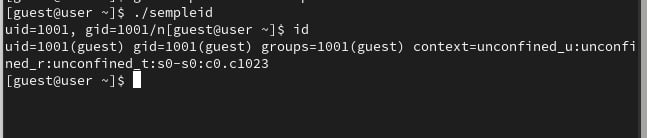 [guest@user ~]$ ./sempleid
uid=1001, gid=1001/n[guest@user ~]$ id
uid=1001(guest) gid=1001(guest) groups=1001(guest) context=unconfined_u:unconfi
ned_r:unconfined_t:s0-s0:c0.c1023
[guest@user ~]$